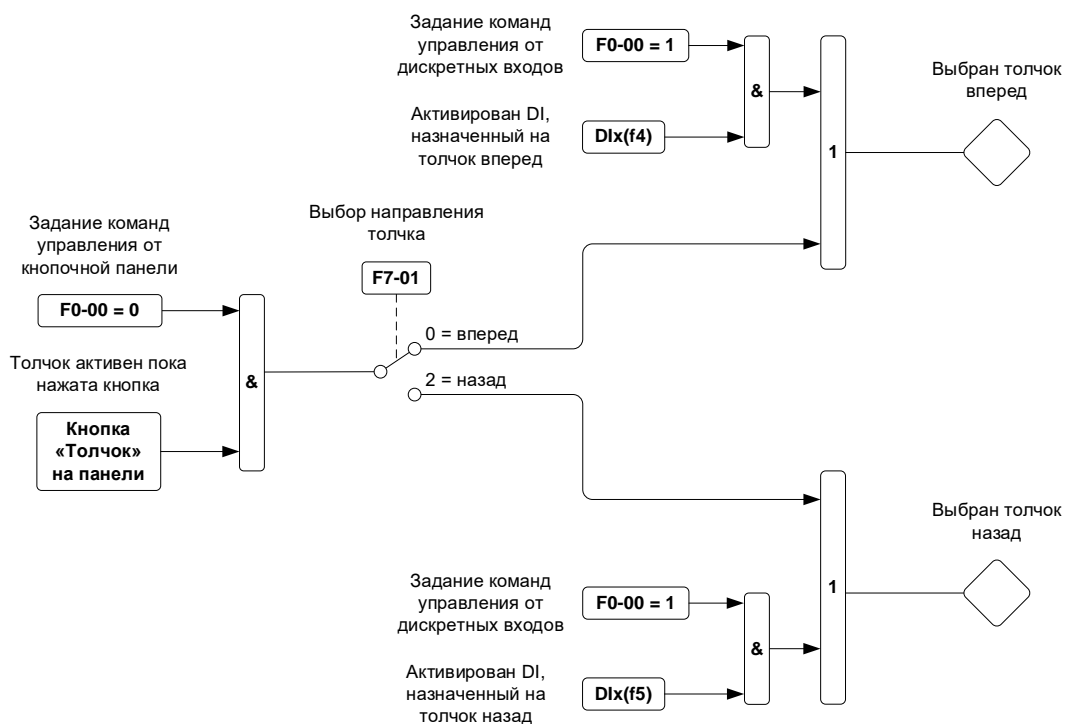 Задание команд
управления от
дискретных входов
F0-00 = 1
&
Активирован DI,
назначенный на
толчок вперед
DIx(f4)
1
Выбран толчок
вперед
Выбор направления
толчка
F7-01
Задание команд
управления от
кнопочной панели
F0-00 = 0
Толчок активен пока
нажата кнопка
Кнопка
«Толчок»
на панели
&
0 = вперед
2 = назад
Задание команд
управления от
дискретных входов
F0-00 = 1
&
Активирован DI,
назначенный на
толчок назад
DIx(f5)
1
Выбран толчок
назад